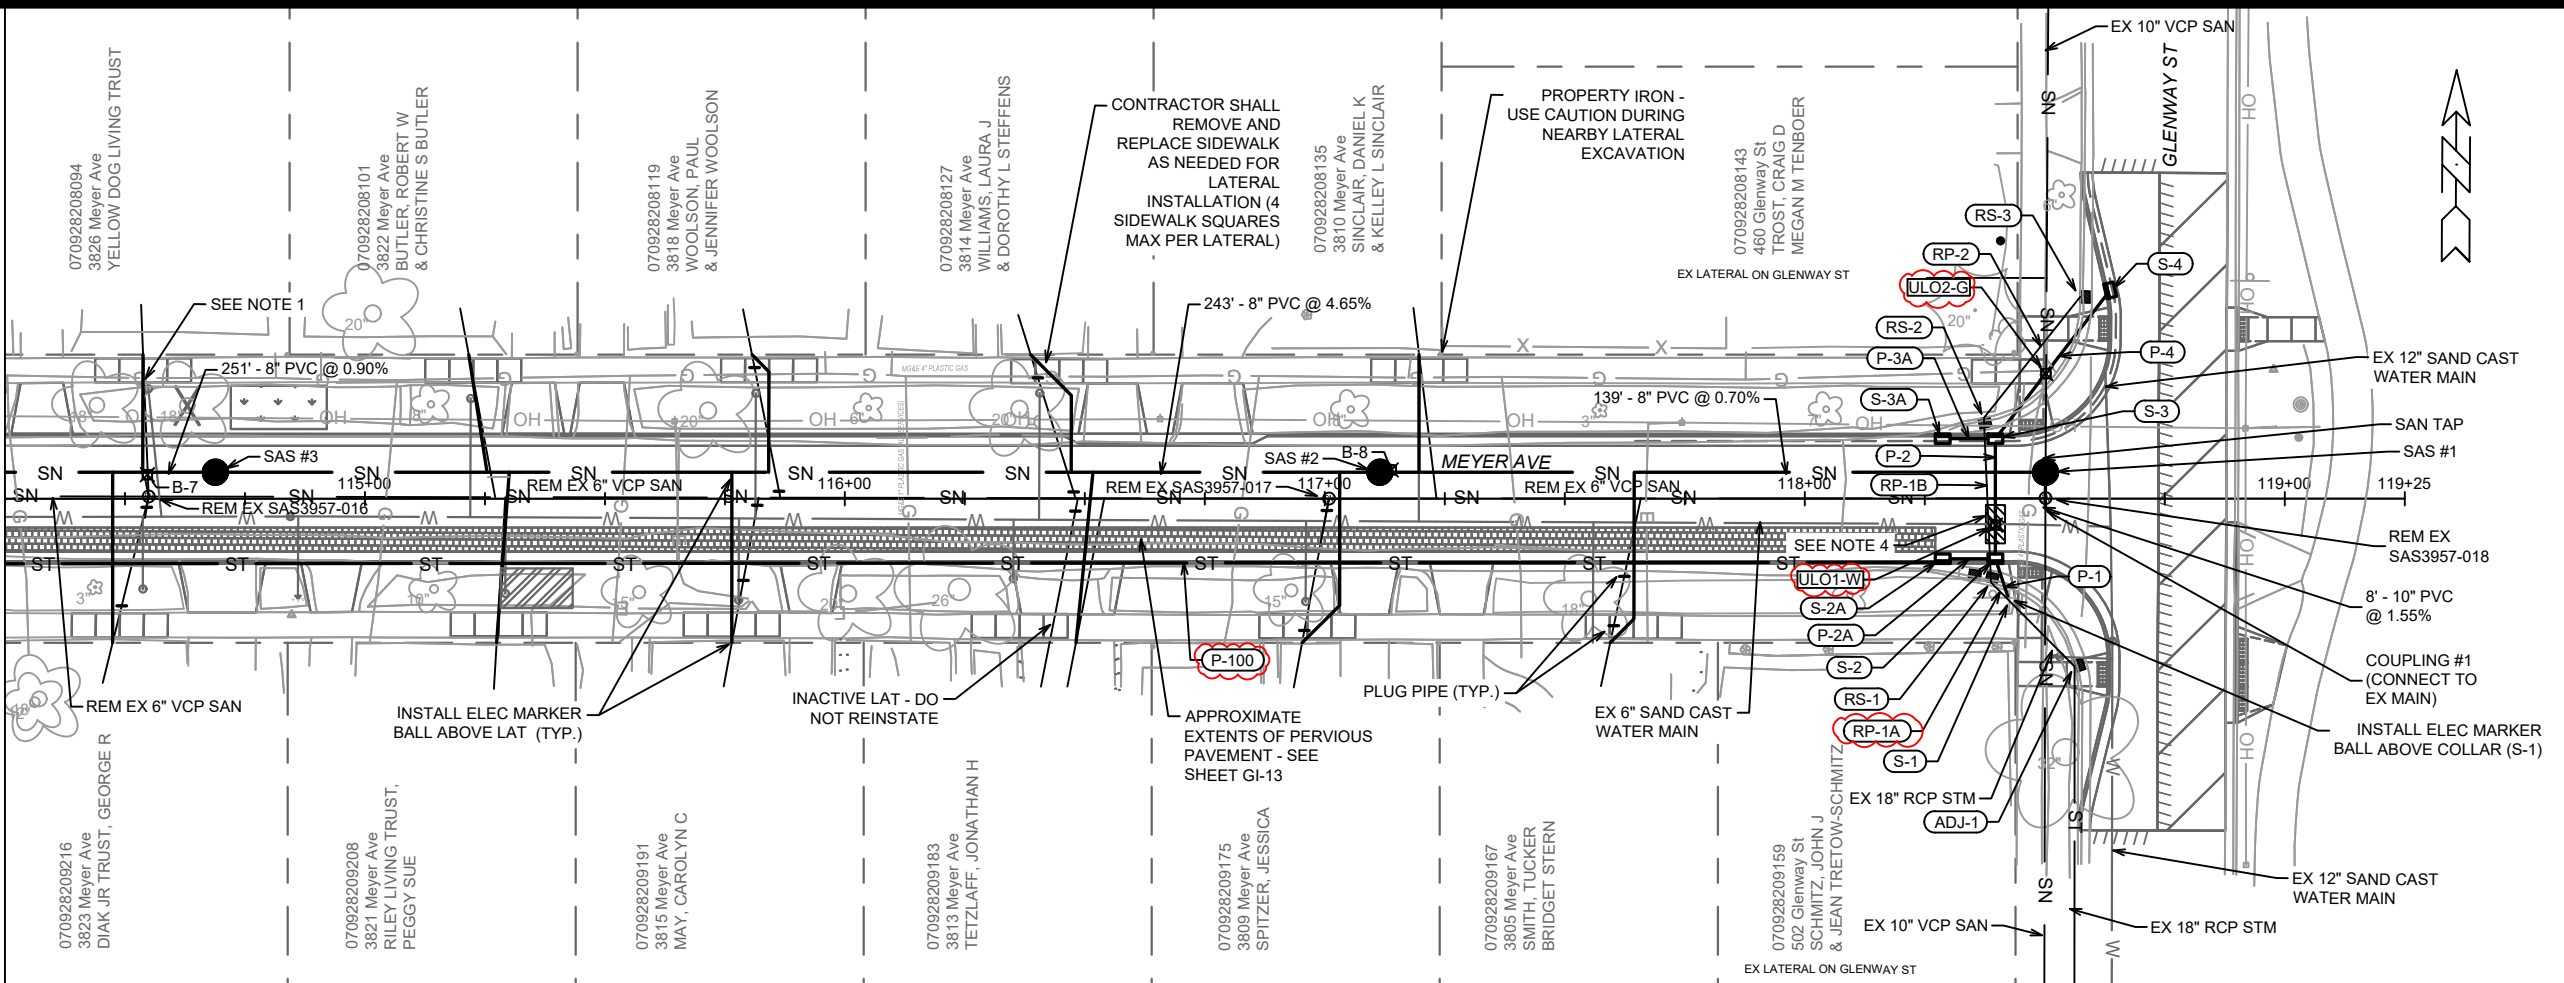 EX 10" VCP SAN
GLENWAY ST
070928208094
3826 Meyer Ave
YELLOW DOG LIVING TRUST
070928208101
3822 Meyer Ave
BUTLER, ROBERT W
& CHRISTINE S BUTLER
070928208119
3818 Meyer Ave
WOOLSON, PAUL
& JENNIFER WOOLSON
070928208127
3814 Meyer Ave
WILLIAMS, LAURA J
& DOROTHY L STEFFENS
CONTRACTOR SHALL
REMOVE AND
REPLACE SIDEWALK
AS NEEDED FOR
LATERAL
INSTALLATION (4
SIDEWALK SQUARES
MAX PER LATERAL)
070928208135
3810 Meyer Ave
SINCLAIR, DANIEL K
& KELLEY L SINCLAIR
PROPERTY IRON -
USE CAUTION DURING
NEARBY LATERAL
EXCAVATION
070928208143
460 Glenway St
TROST, CRAIG D
MEGAN M TENBOER
EX LATERAL ON GLENWAY ST
RS-3
RP-2
ULO2-G
RS-2
P-3A
S-3A
S-4
P-4
S-3
EX 12" SAND CAST
WATER MAIN
SAN TAP
SAS #1
SEE NOTE 1
251' - 8" PVC @ 0.90%
243' - 8" PVC @ 4.65%
139' - 8" PVC @ 0.70%
MG&E 4" PLASTIC GAS
SAS #3
B-7
SAS #2
B-8
MEYER AVE
P-2
RP-1B
115+00
116+00
117+00
118+00
119+00
119+25
REM EX SAS3957-016
REM EX 6" VCP SAN
REM EX SAS3957-017
REM EX 6" VCP SAN
SEE NOTE 4
ULO1-W
S-2A
P-2A
S-2
RS-1
RP-1A
S-1
P-1
REM EX
SAS3957-018
8' - 10" PVC
@ 1.55%
COUPLING #1
(CONNECT TO
EX MAIN)
INSTALL ELEC MARKER
BALL ABOVE COLLAR (S-1)
REM EX 6" VCP SAN
INSTALL ELEC MARKER
BALL ABOVE LAT (TYP.)
INACTIVE LAT - DO
NOT REINSTATE
P-100
APPROXIMATE
EXTENTS OF PERVIOUS
PAVEMENT - SEE
SHEET GI-13
PLUG PIPE (TYP.)
EX 6" SAND CAST
WATER MAIN
EX 18" RCP STM
ADJ-1
070928209216
3823 Meyer Ave
DIAK JR TRUST, GEORGE R
070928209208
3821 Meyer Ave
RILEY LIVING TRUST,
PEGGY SUE
070928209191
3815 Meyer Ave
MAY, CAROLYN C
070928209183
3813 Meyer Ave
TETZLAFF, JONATHAN H
070928209175
3809 Meyer Ave
SPITZER, JESSICA
070928209167
3805 Meyer Ave
SMITH, TUCKER
BRIDGET STERN
070928209159
502 Glenway St
SCHMITZ, JOHN J
& JEAN TRETOW-SCHMITZ
EX 10" VCP SAN
EX LATERAL ON GLENWAY ST
EX 12" SAND CAST
WATER MAIN
EX 18" RCP STM